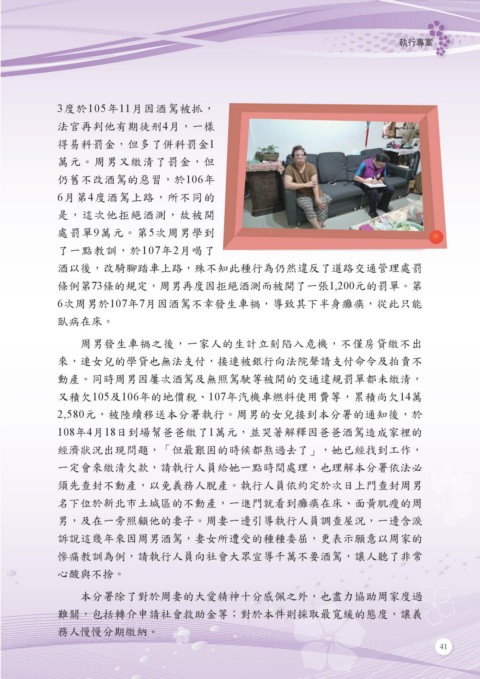 執行專案
3度於105年11月因酒駕被抓，
法官再判他有期徒刑4月，一樣
得易科罰金，但多了併科罰金1
萬元。周男又繳清了罰金，但
仍舊不改酒駕的惡習，於106年
6月第4度酒駕上路，所不同的
是，這次他拒絕酒測，故被開
處罰單9萬元。第5次周男學到
了一點教訓，於107年2月喝了
酒以後，改騎腳踏車上路，殊不知此種行為仍然違反了道路交通管理處罰
條例第73條的規定，周男再度因拒絕酒測而被開了一張1,200元的罰單。第
6次周男於107年7月因酒駕不幸發生車禍，導致其下半身癱瘓，從此只能
臥病在床。
周男發生車禍之後，一家人的生計立刻陷入危機，不僅房貸繳不出
來，連女兒的學貸也無法支付，接連被銀行向法院聲請支付命令及拍賣不
動產。同時周男因屢次酒駕及無照駕駛等被開的交通違規罰單都未繳清，
又積欠105及106年的地價稅、107年汽機車燃料使用費等，累積尚欠14萬
2,580元，被陸續移送本分署執行。周男的女兒接到本分署的通知後，於
108年4月18日到場幫爸爸繳了1萬元，並哭著解釋因爸爸酒駕造成家裡的
經濟狀況出現問題，「但最艱困的時候都熬過去了」，她已經找到工作，
一定會來繳清欠款，請執行人員給她一點時間處理，也理解本分署依法必
須先查封不動產，以免義務人脫產。執行人員依約定於次日上門查封周男
名下位於新北市土城區的不動產，一進門就看到癱瘓在床、面黃肌瘦的周
男，及在一旁照顧他的妻子。周妻一邊引導執行人員調查屋況，一邊含淚
訴說這幾年來因周男酒駕，妻女所遭受的種種委屈，更表示願意以周家的
慘痛教訓為例，請執行人員向社會大眾宣導千萬不要酒駕，讓人聽了非常
心酸與不捨。
本分署除了對於周妻的大愛精神十分感佩之外，也盡力協助周家度過
難關，包括轉介申請社會救助金等；對於本件則採取最寬緩的態度，讓義
務人慢慢分期繳納。
41